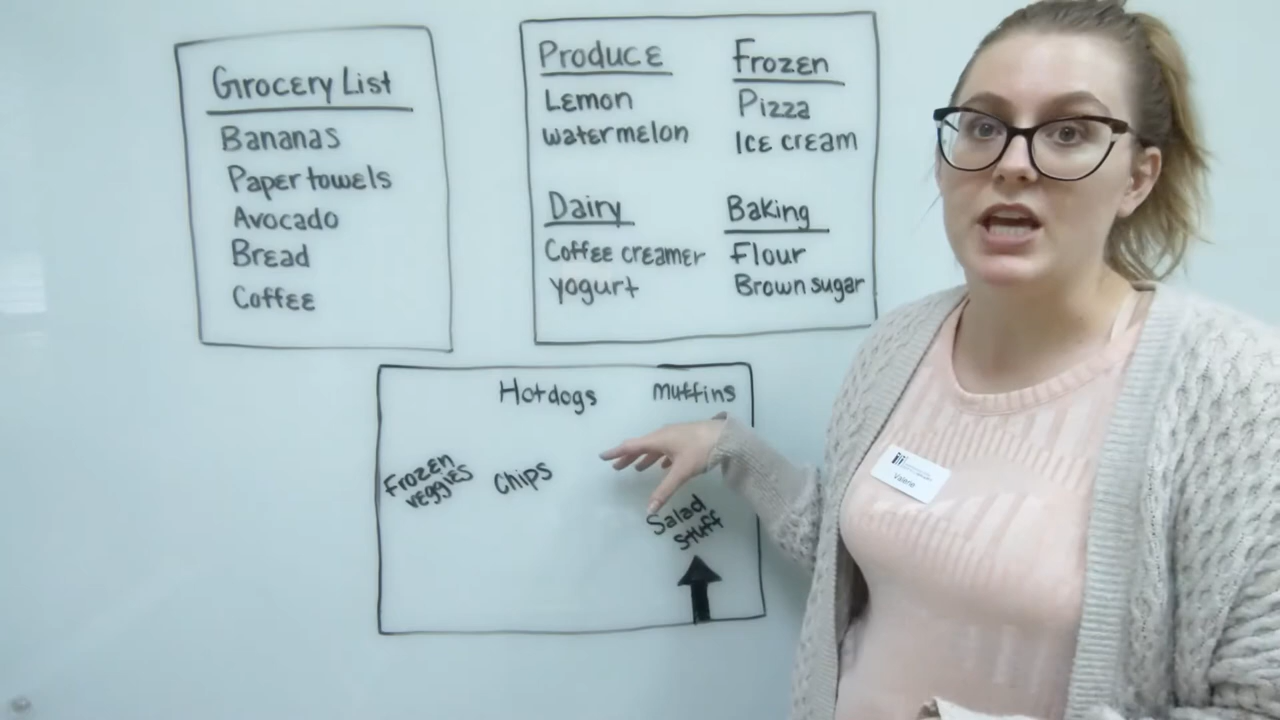 Grocery List
Bananas
Paper towels
Avocado
Bread
Coffee
Produce
Lemon
watermelon
Frozen
Pizza
Ice cream
Dairy
Coffee creamer
yogurt
Baking
Flour
Brown sugar
Hotdogs
muffins
Frozen
veggies
Chips
Salad
stuff
Valerie